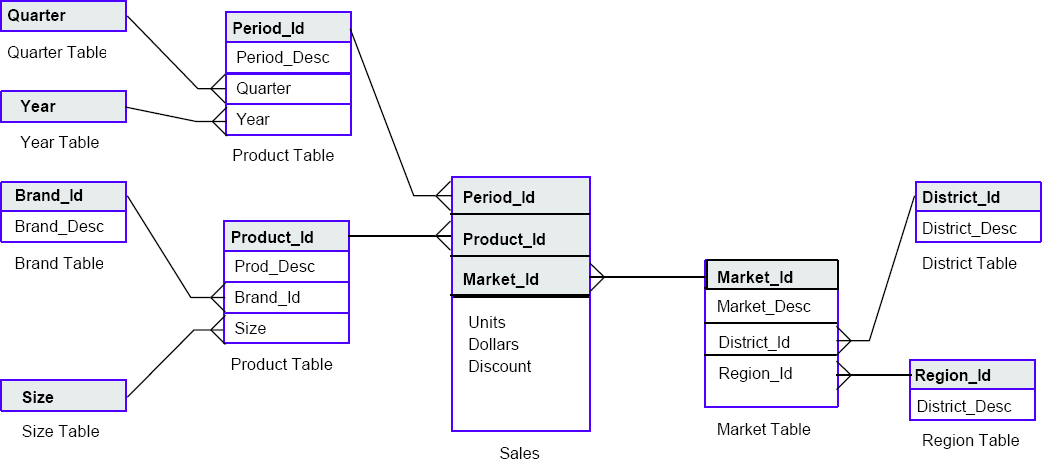 Quarter
Quarter Table
Year
Year Table
Period_Id
Period_Desc
Quarter
Year
Product Table
Brand_Id
Brand_Desc
Brand Table
Size
Size Table
Product_Id
Prod_Desc
Brand_Id
Size
Product Table
Period_Id
Product_Id
Market_Id
Units
Dollars
Discount
Sales
Market_Id
Market_Desc
District_Id
Region_Id
Market Table
District_Id
District_Desc
District Table
Region_Id
District_Desc
Region Table